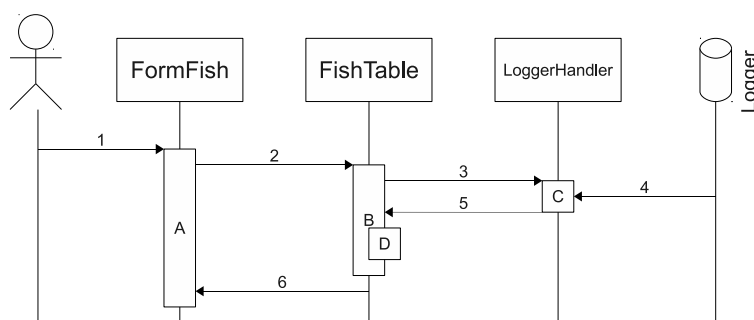 FormFish
FishTable
LoggerHandler
Logger
1
2
3
4
5
6
A
B
C
D